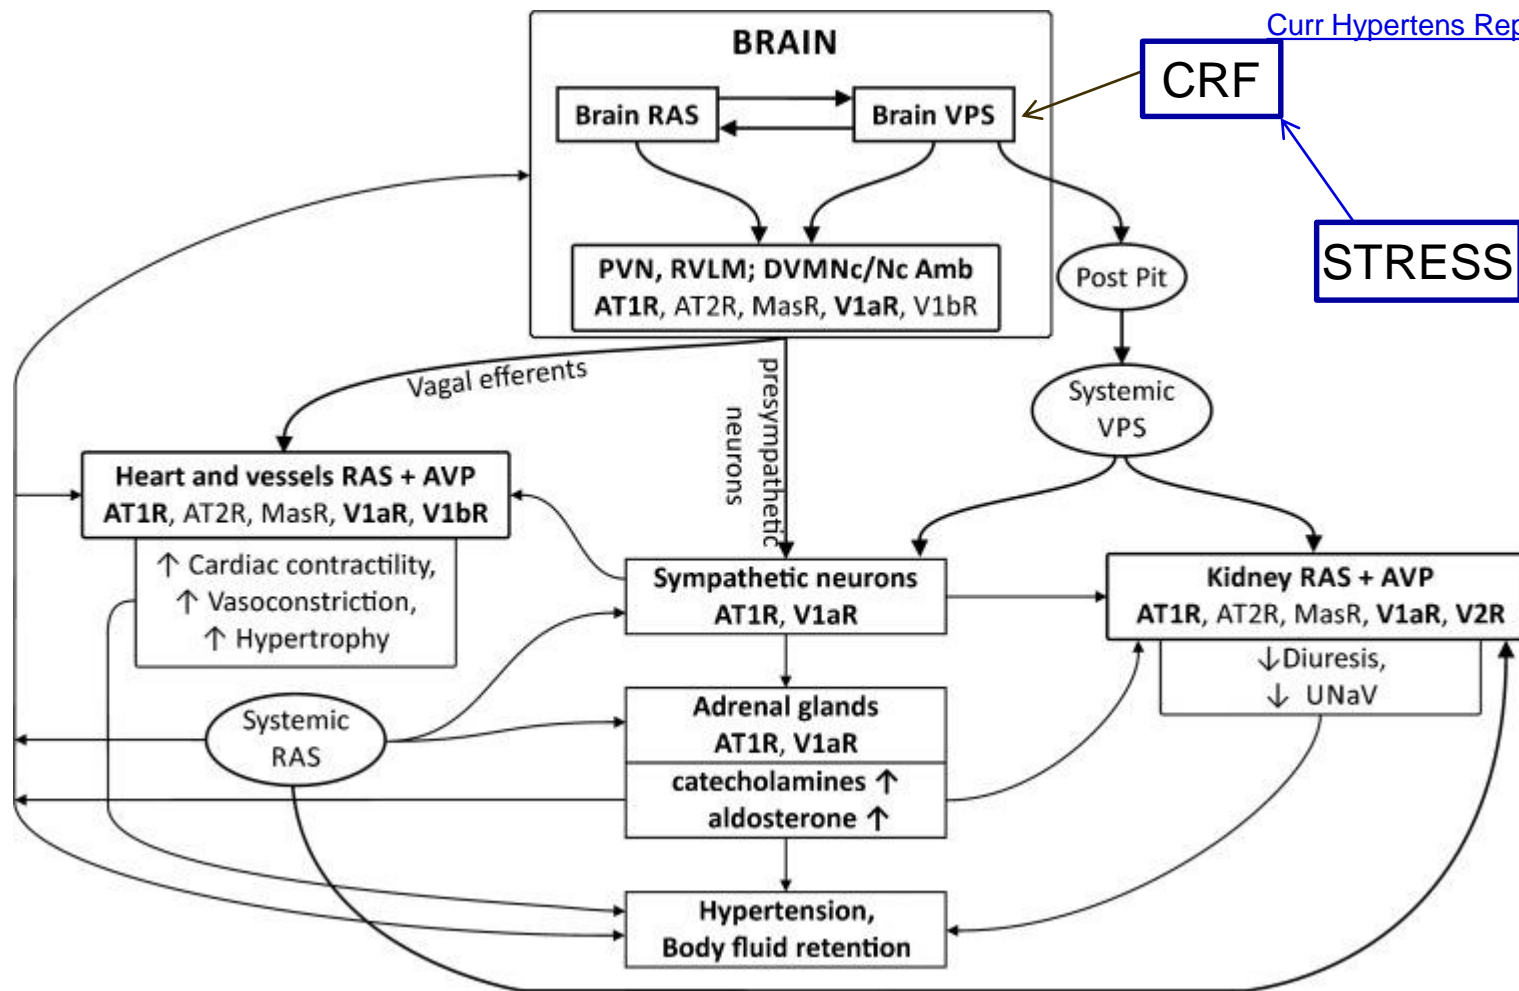 Curr Hypertens Rep
BRAIN
CRF
Brain RAS
Brain VPS
STRESS
PVN, RVLM; DVMNc/Nc Amb
AT1R, AT2R, MasR, V1aR, V1bR
Post Pit
Vagal efferents
presympathetic
neurons
Systemic
VPS
Heart and vessels RAS + AVP
AT1R, AT2R, MasR, V1aR, V1bR
↑ Cardiac contractility,
↑ Vasoconstriction,
↑ Hypertrophy
Sympathetic neurons
AT1R, V1aR
Kidney RAS + AVP
AT1R, AT2R, MasR, V1aR, V2R
↓Diuresis,
↓ UNaV
Systemic
RAS
Adrenal glands
AT1R, V1aR
catecholamines ↑
aldosterone ↑
Hypertension,
Body fluid retention